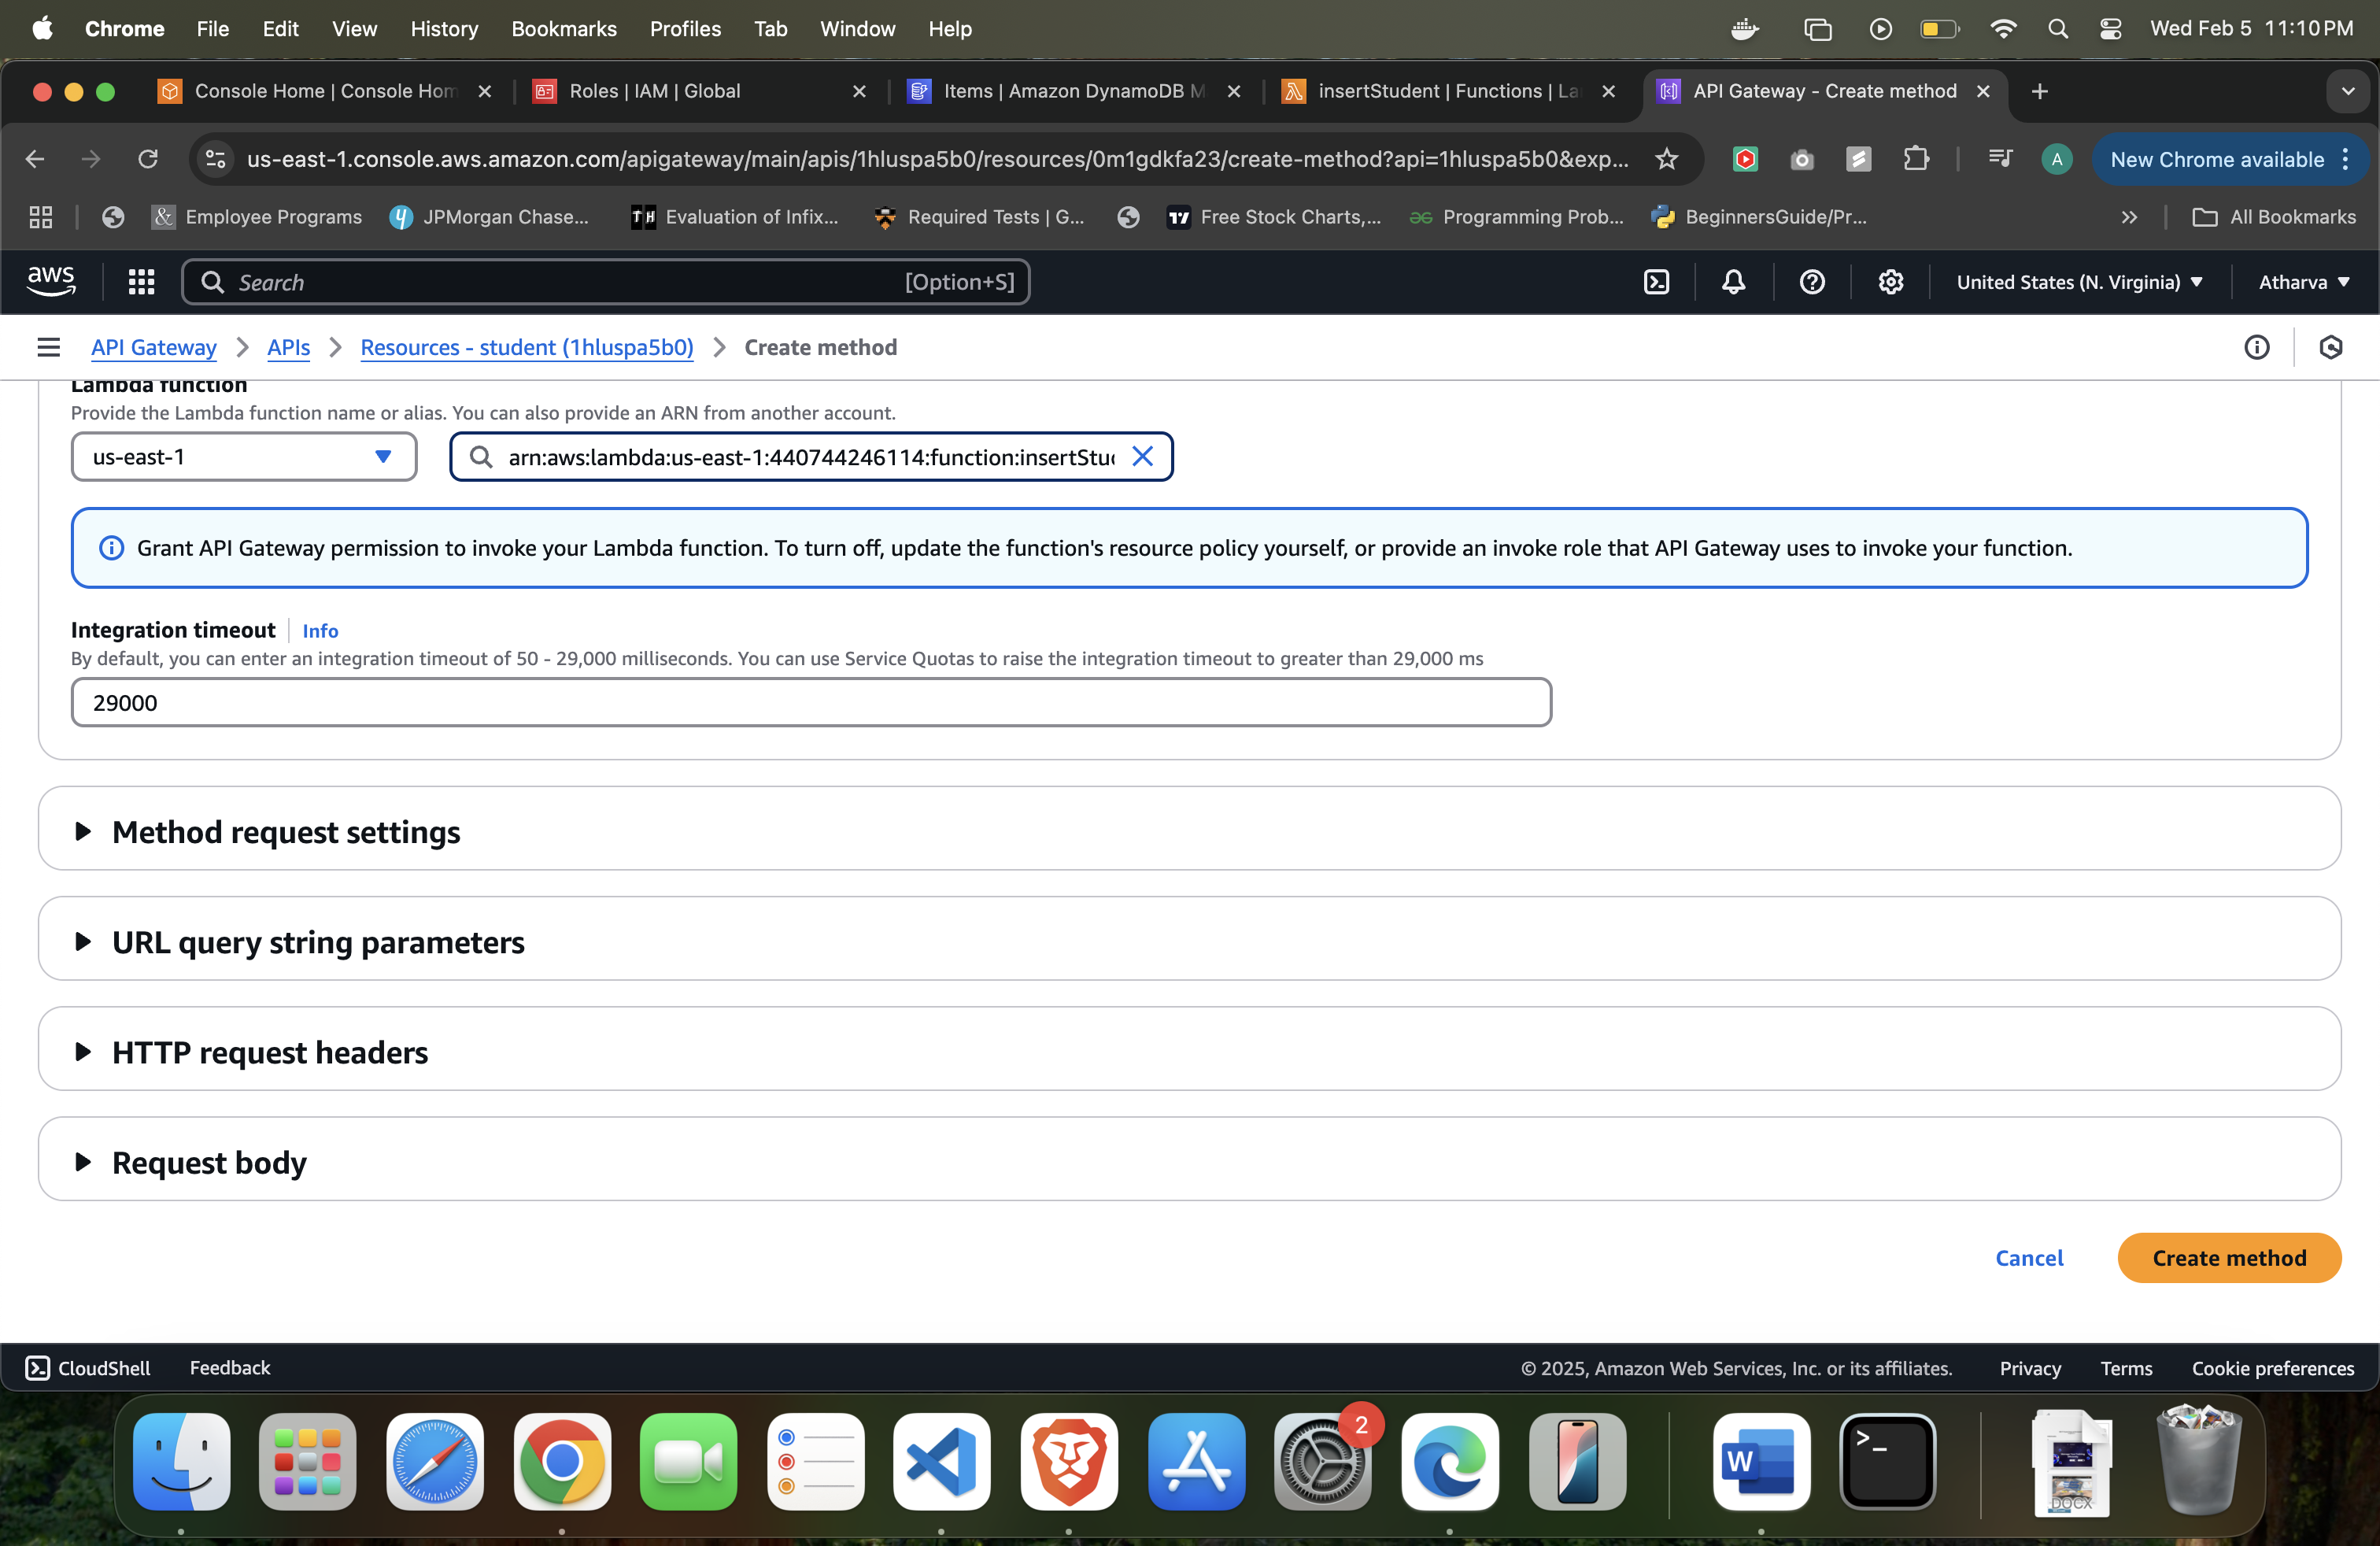 Chrome File Edit View History Bookmarks Profiles Tab Window Help Wed Feb 5 11:10 PM
Console Home | Console Hom Roles | IAM | Global Items | Amazon DynamoDB M insertStudent | Functions | La API Gateway - Create method
us-east-1.console.aws.amazon.com/apigateway/main/apis/1hluspa5b0/resources/0m1gdkfa23/create-method?api=1hluspa5b0&exp... A New Chrome available
Employee Programs JPMorgan Chase... Evaluation of Infix... Required Tests | G... Free Stock Charts,... Programming Prob... BeginnersGuide/Pr... All Bookmarks
aws Search [Option+S] United States (N. Virginia) Atharva
API Gateway APIs Resources - student (1hluspa5b0) Create method
Lambda function
Provide the Lambda function name or alias. You can also provide an ARN from another account.
us-east-1 arn:aws:lambda:us-east-1:440744246114:function:insertStu
Grant API Gateway permission to invoke your Lambda function. To turn off, update the function's resource policy yourself, or provide an invoke role that API Gateway uses to invoke your function.
Integration timeout Info
By default, you can enter an integration timeout of 50 - 29,000 milliseconds. You can use Service Quotas to raise the integration timeout to greater than 29,000 ms
29000
Method request settings
URL query string parameters
HTTP request headers
Request body
Cancel Create method
CloudShell Feedback © 2025, Amazon Web Services, Inc. or its affiliates. Privacy Terms Cookie preferences
2
W
DOCX